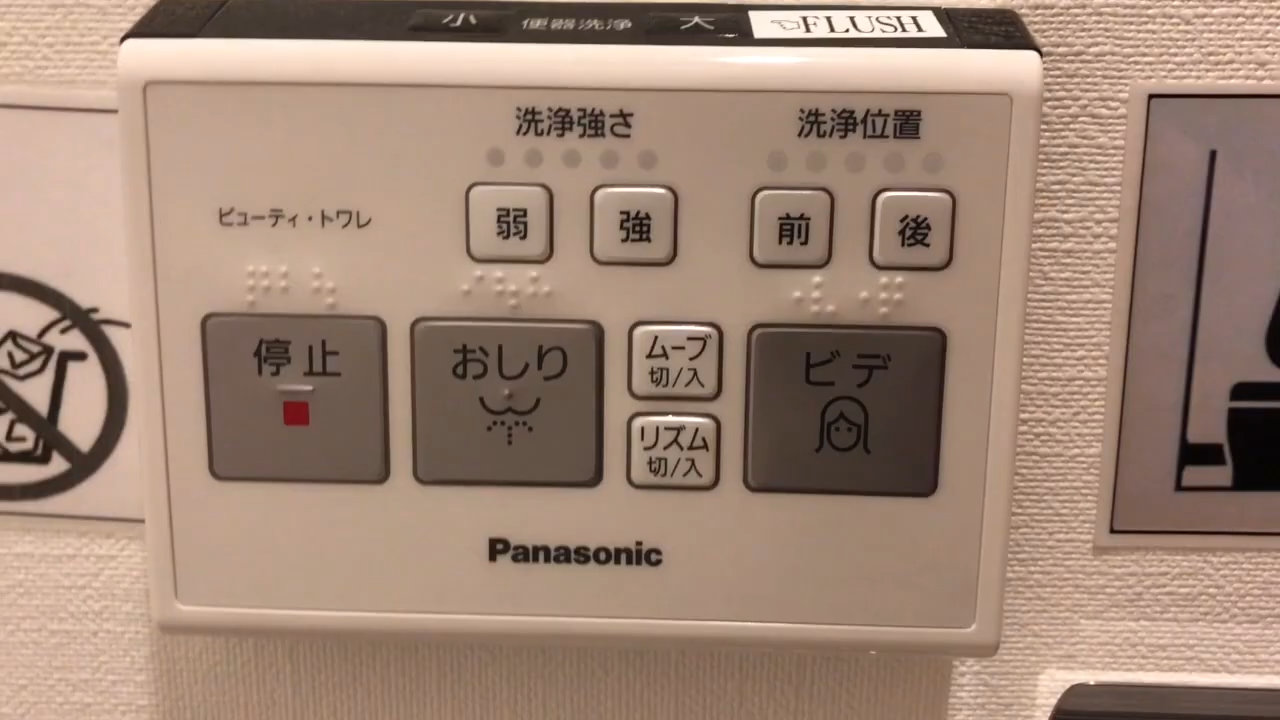 小 便器洗浄 大 ☜FLUSH
洗浄強さ 洗浄位置
ビューティ・トワレ 弱 強 前 後
停止 おしり ムーブ 切/入 ビデ
リズム 切/入
Panasonic